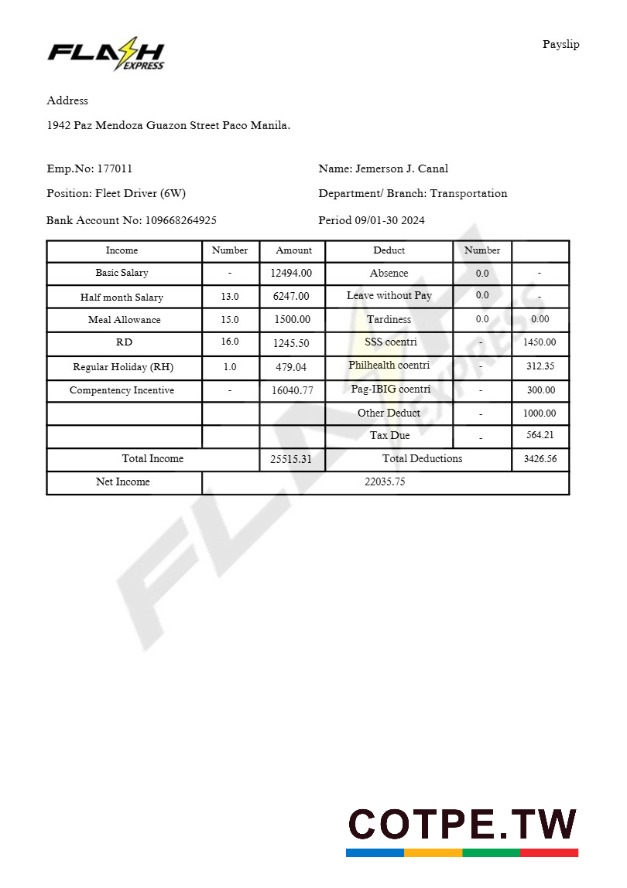 FLASH EXPRESS
Payslip
Address
1942 Paz Mendoza Guazon Street Paco Manila.
Emp.No: 177011 Name: Jemerson J. Canal
Position: Fleet Driver (6W) Department/ Branch: Transportation
Bank Account No: 109668264925 Period 09/01-30 2024
Income Number Amount Deduct Number
Basic Salary - 12494.00 Absence 0.0 -
Half month Salary 13.0 6247.00 Leave without Pay 0.0 -
Meal Allowance 15.0 1500.00 Tardiness 0.0 0.00
RD 16.0 1245.50 SSS coentri - 1450.00
Regular Holiday (RH) 1.0 479.04 Philhealth coentri - 312.35
Compentency Incentive - 16040.77 Pag-IBIG coentri - 300.00
Other Deduct - 1000.00
Tax Due - 564.21
Total Income 25515.31 Total Deductions 3426.56
Net Income 22035.75
FLASH EXPRESS
COTPE.TW